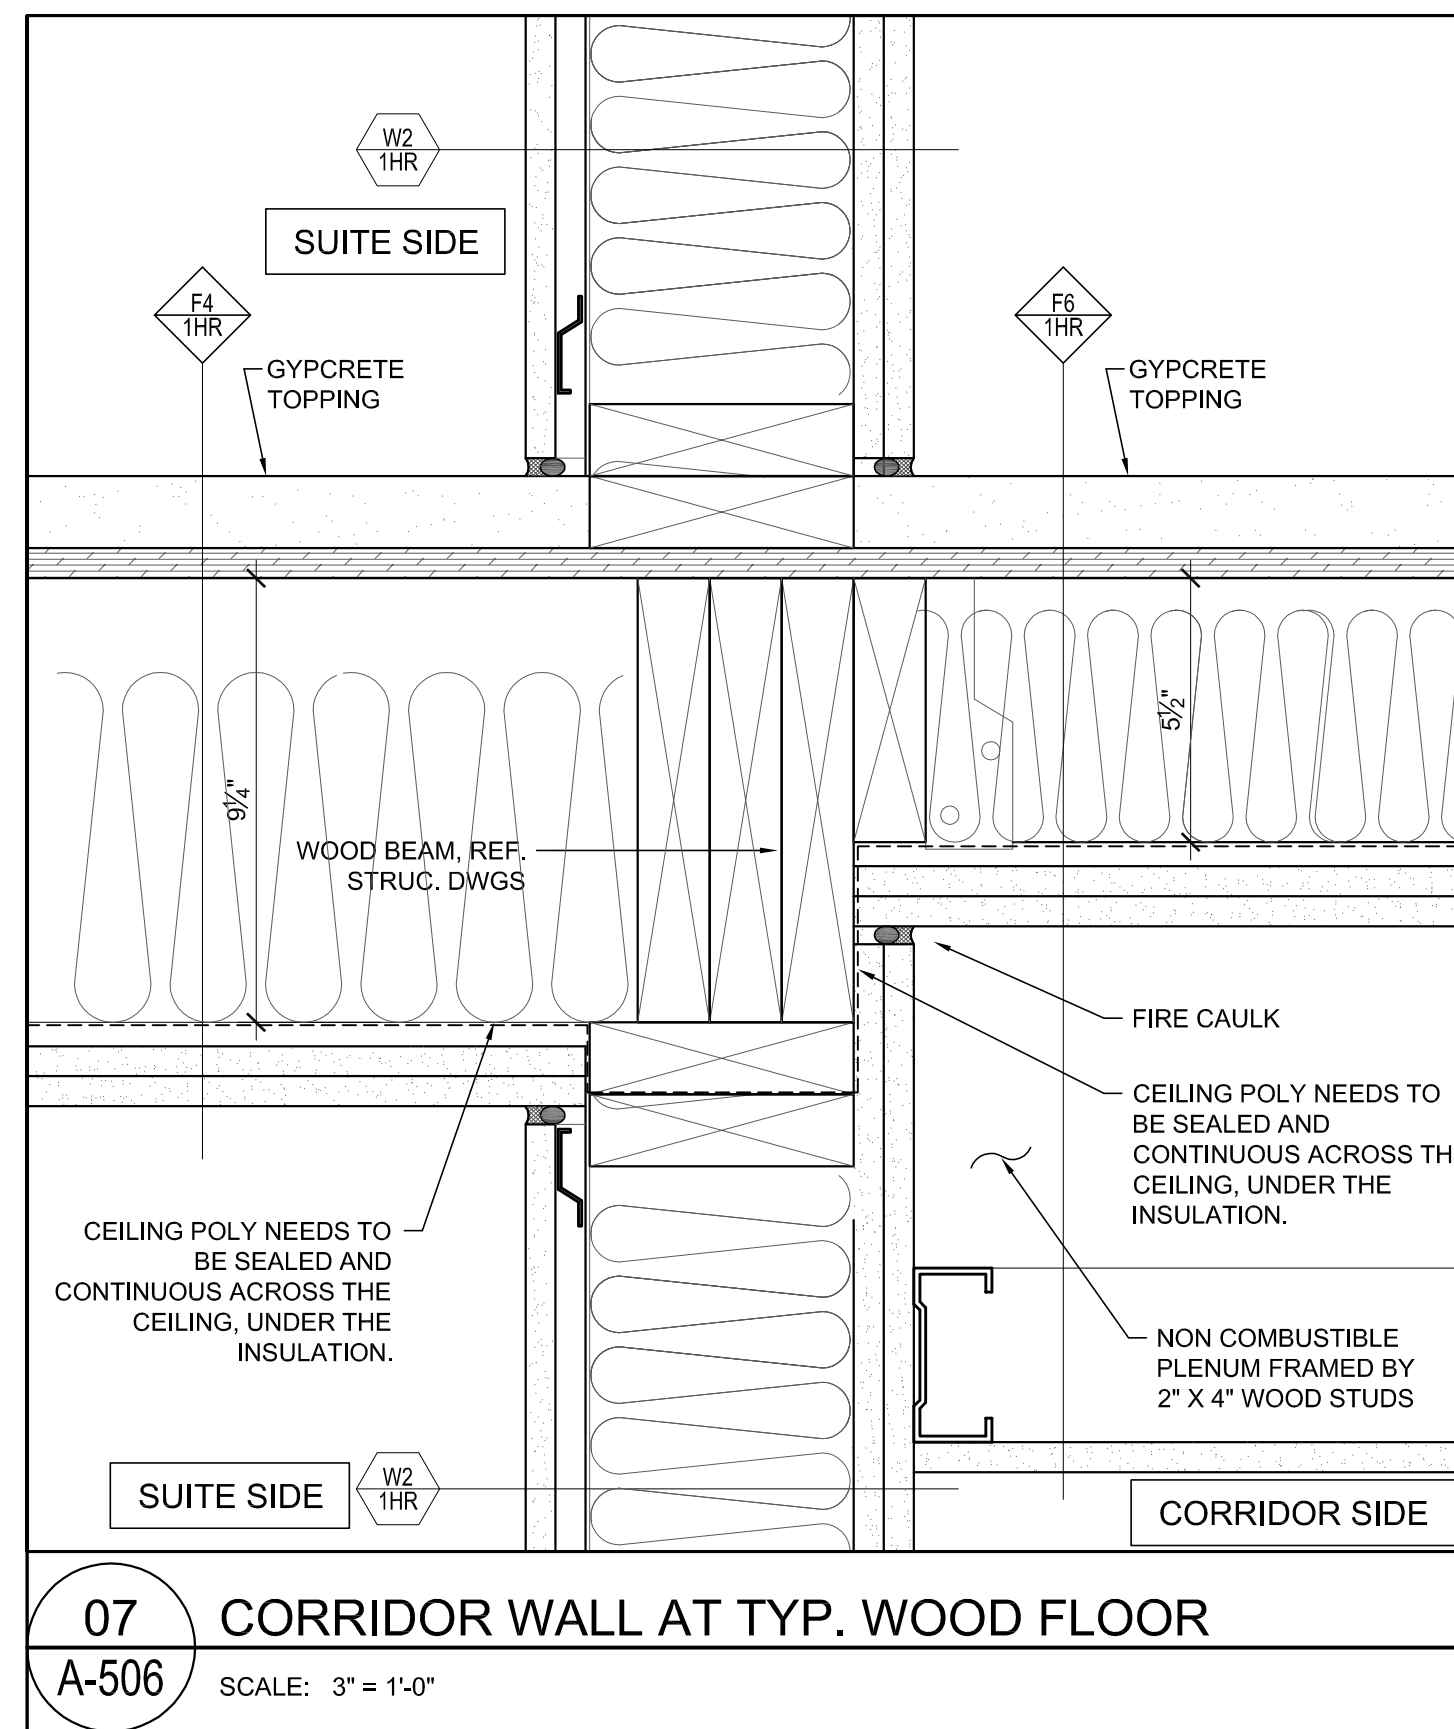 W2
1HR
SUITE SIDE
F4
1HR
GYPCRETE
TOPPING
F6
1HR
GYPCRETE
TOPPING
9¼"
5½"
WOOD BEAM, REF.
STRUC. DWGS
FIRE CAULK
CEILING POLY NEEDS TO
BE SEALED AND
CONTINUOUS ACROSS TH
CEILING, UNDER THE
INSULATION.
CEILING POLY NEEDS TO
BE SEALED AND
CONTINUOUS ACROSS THE
CEILING, UNDER THE
INSULATION.
NON COMBUSTIBLE
PLENUM FRAMED BY
2" X 4" WOOD STUDS
SUITE SIDE
W2
1HR
CORRIDOR SIDE
07
A-506
CORRIDOR WALL AT TYP. WOOD FLOOR
SCALE: 3" = 1'-0"